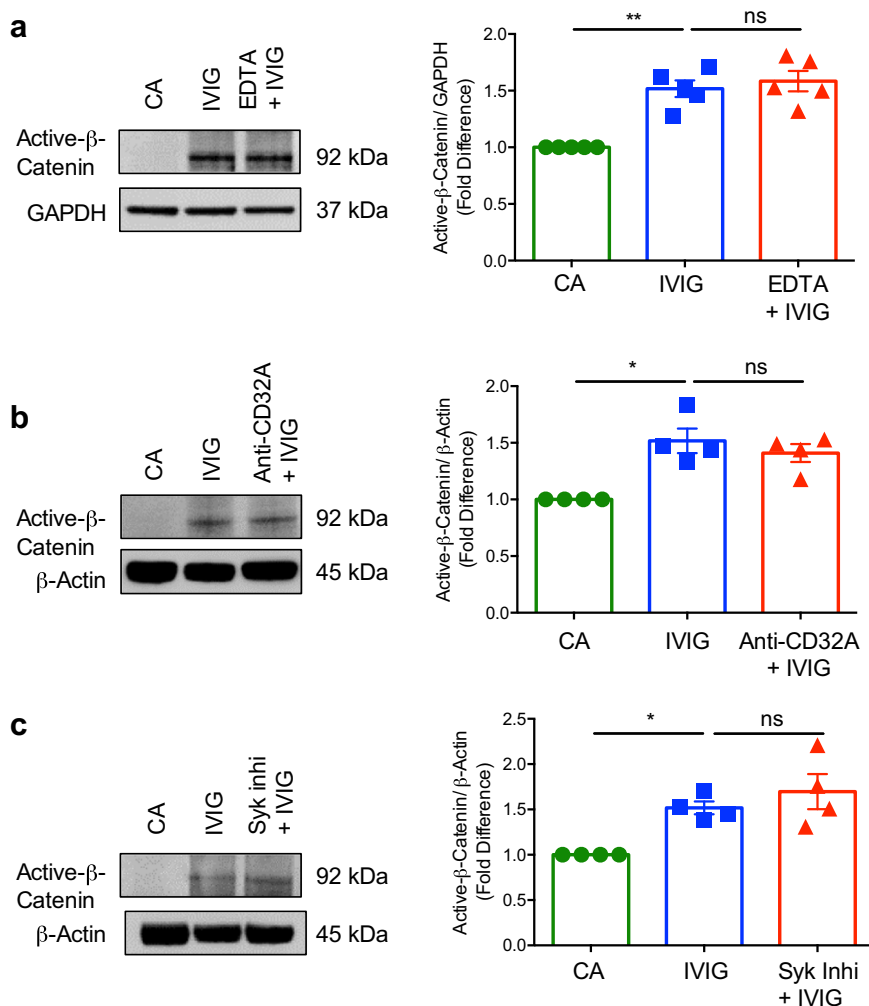 a
CA
IVIG
EDTA
+ IVIG
Active-β-
Catenin
92 kDa
GAPDH
37 kDa
Active-β-Catenin/ GAPDH
(Fold Difference)
2.0
1.5
1.0
0.5
0.0
**
ns
CA
IVIG
EDTA
+ IVIG
b
CA
IVIG
Anti-CD32A
+ IVIG
Active-β-
Catenin
92 kDa
β-Actin
45 kDa
Active-β-Catenin/ β-Actin
(Fold Difference)
2.0
1.5
1.0
0.5
0.0
*
ns
CA
IVIG
Anti-CD32A
+ IVIG
c
CA
IVIG
Syk inhi
+ IVIG
Active-β-
Catenin
92 kDa
β-Actin
45 kDa
Active-β-Catenin/ β-Actin
(Fold Difference)
2.5
2.0
1.5
1.0
0.5
0.0
*
ns
CA
IVIG
Syk Inhi
+ IVIG